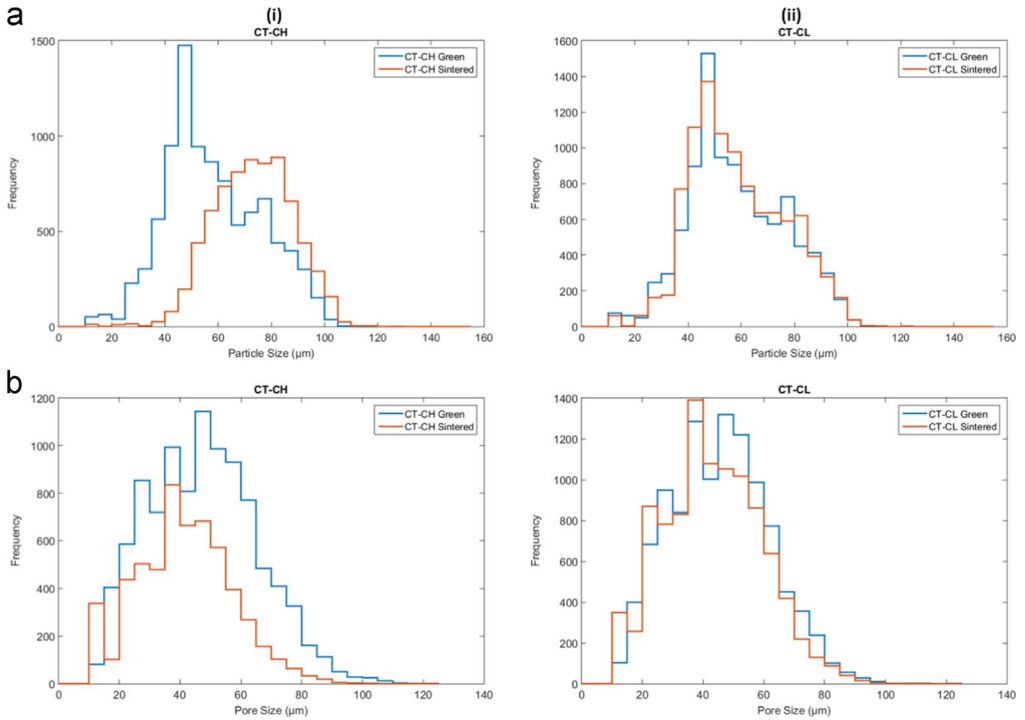 a
(i)
(ii)
CT-CH
CT-CL
1500
1000
500
0
Frequency
CT-CH Green
CT-CH Sintered
0 20 40 60 80 100 120 140 160
Particle Size (µm)
1600
1400
1200
1000
800
600
400
200
0
Frequency
CT-CL Green
CT-CL Sintered
0 20 40 60 80 100 120 140 160
Particle Size (µm)
b
CT-CH
CT-CL
1200
1000
800
600
400
200
0
Frequency
CT-CH Green
CT-CH Sintered
0 20 40 60 80 100 120 140
Pore Size (µm)
1400
1200
1000
800
600
400
200
0
Frequency
CT-CL Green
CT-CL Sintered
0 20 40 60 80 100 120 140
Pore Size (µm)